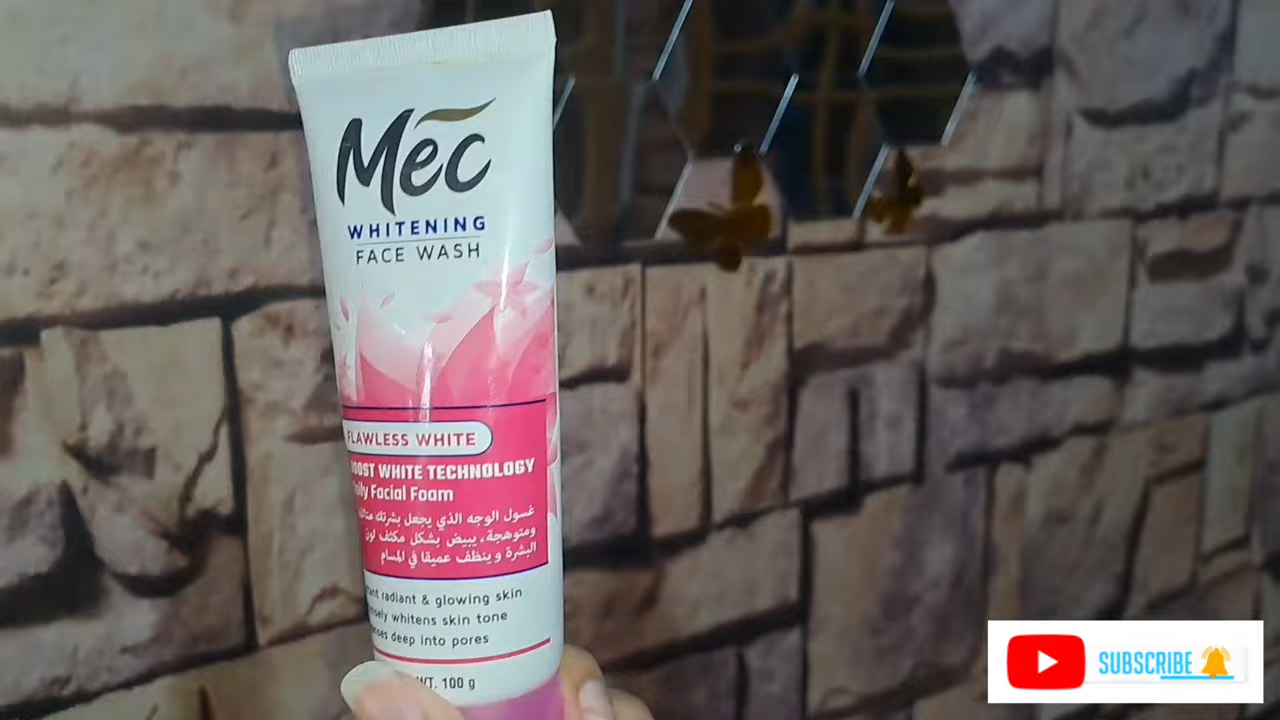 Mec
WHITENING
FACE WASH
FLAWLESS WHITE
BOOST WHITE TECHNOLOGY
Facial Foam
غسول الوجه الذي يجعل بشرتك
ومتوهجة، يبيض بشكل مكثف لون
البشرة و ينظف عميقا في المسام
radiant & glowing skin
whitens skin tone
deep into pores
WT. 100 g
SUBSCRIBE